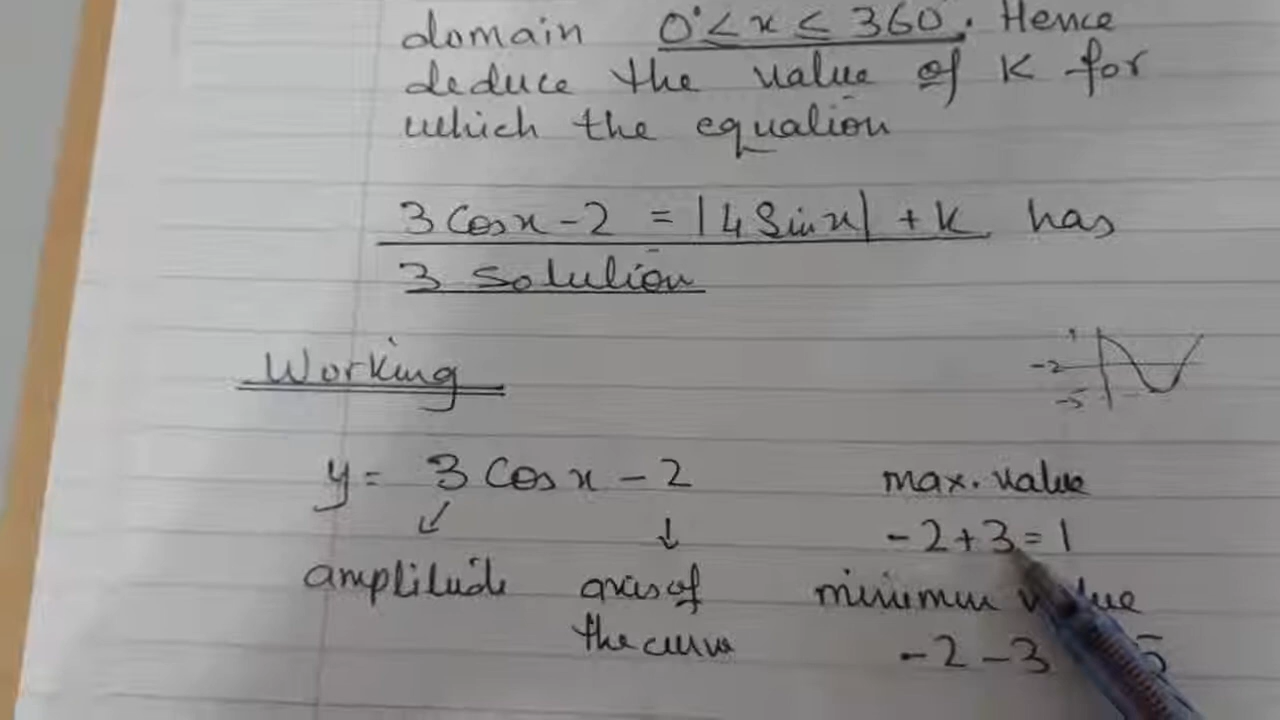 domain 0° < x ≤ 360. Hence
deduce the value of K for
which the equation
3 Cos x - 2 = |4 Sin x| + K has
3 solution
Working
1
-2
-5
y = 3 Cos x - 2
max. value
↙ ↓
-2+3=1
amplitude axis of
the curve
minimum
-2-3 5